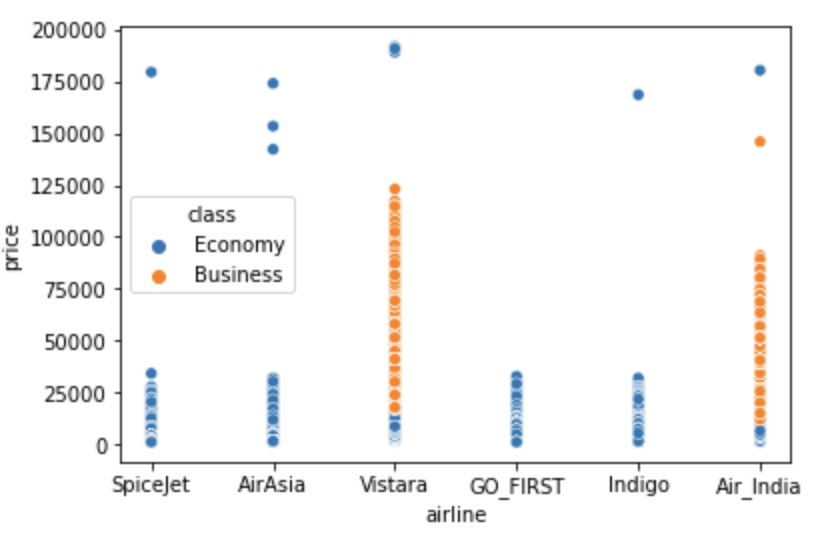 200000
175000
150000
125000
100000
75000
50000
25000
0
price
class
Economy
Business
SpiceJet AirAsia Vistara GO_FIRST Indigo Air_India
airline